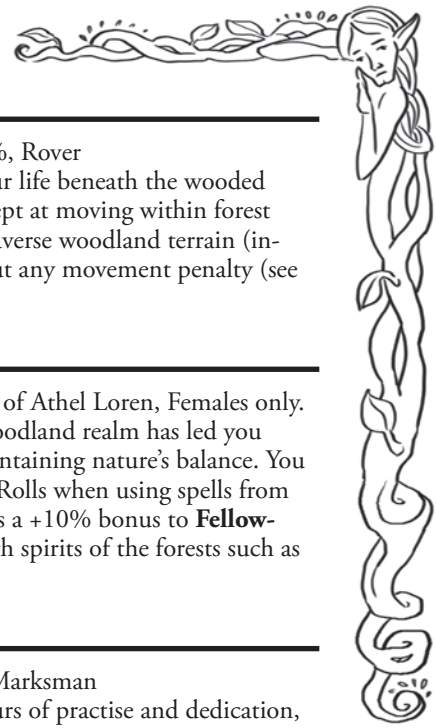 %, Rover
ur life beneath the wooded
ept at moving within forest
averse woodland terrain (in-
ut any movement penalty (see
of Athel Loren, Females only.
oodland realm has led you
ntaining nature's balance. You
Rolls when using spells from
s a +10% bonus to Fellow-
h spirits of the forests such as
Marksman
urs of practise and dedication,